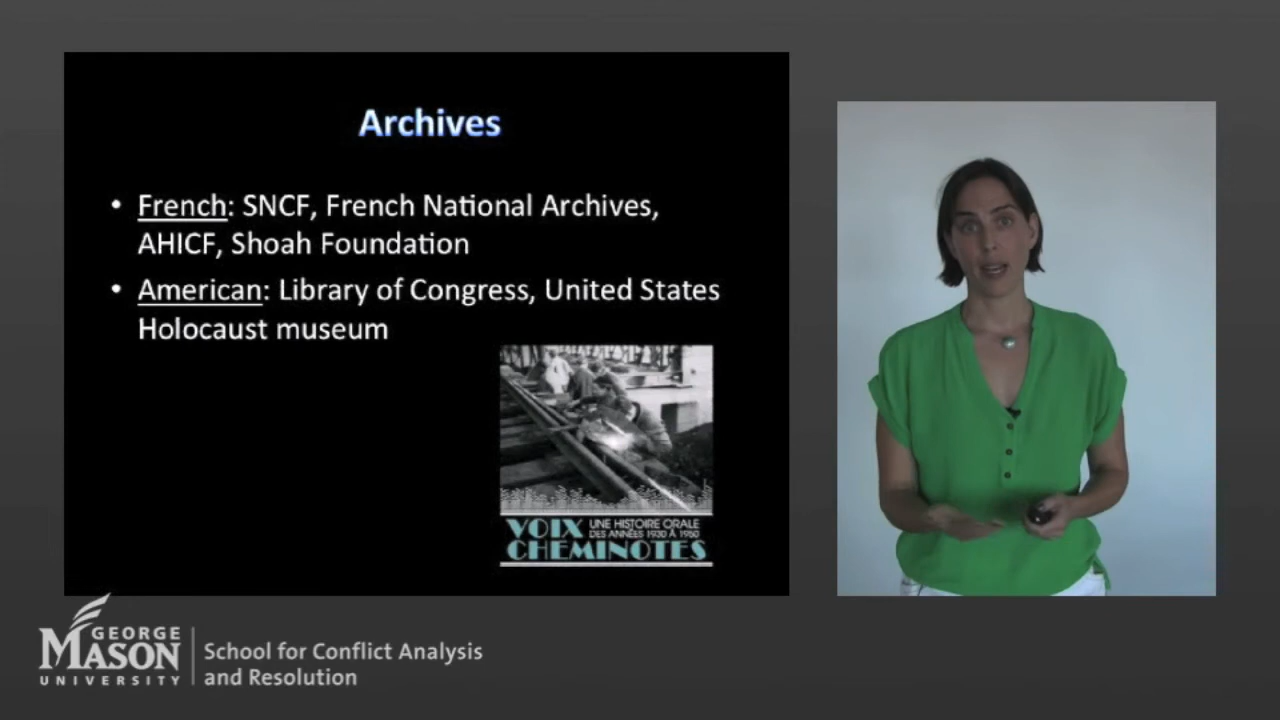 Archives
• French: SNCF, French National Archives,
AHICF, Shoah Foundation
• American: Library of Congress, United States
Holocaust museum
VOIX UNE HISTOIRE ORALE
DES ANNÉES 1930 À 1950
CHEMINOTES
GEORGE
MASON
UNIVERSITY
School for Conflict Analysis
and Resolution